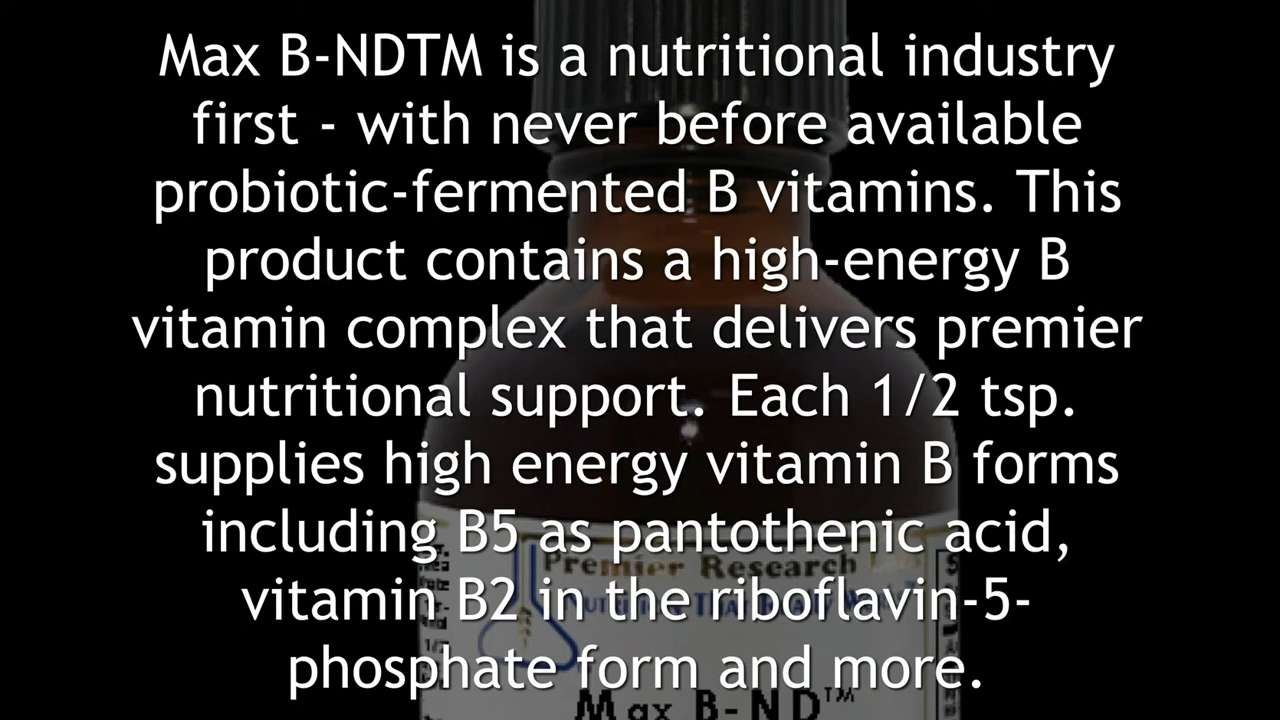 Max B-NDTM is a nutritional industry
first - with never before available
probiotic-fermented B vitamins. This
product contains a high-energy B
vitamin complex that delivers premier
nutritional support. Each 1/2 tsp.
supplies high energy vitamin B forms
including B5 as pantothenic acid,
vitamin B2 in the riboflavin-5-
phosphate form and more.
Premier Research Labs
Max B-ND™